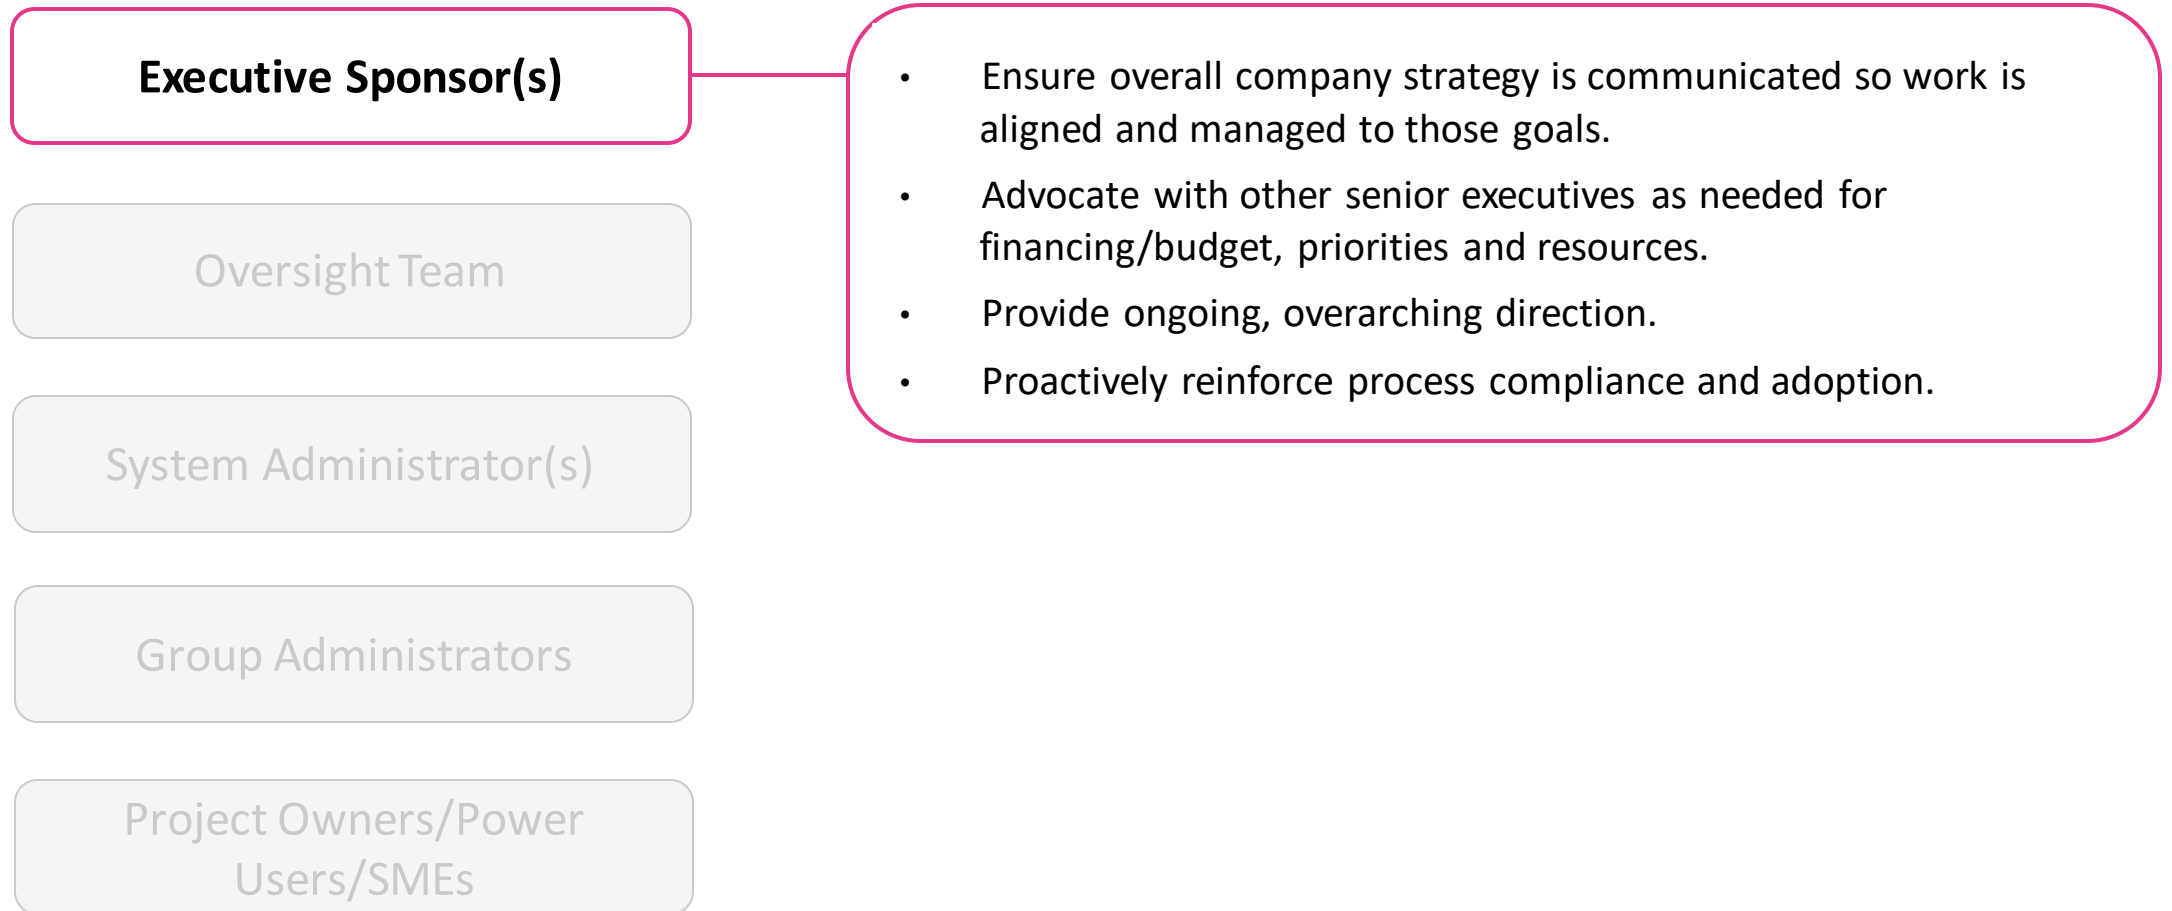 Executive Sponsor(s)
• Ensure overall company strategy is communicated so work is
aligned and managed to those goals.
• Advocate with other senior executives as needed for
financing/budget, priorities and resources.
• Provide ongoing, overarching direction.
• Proactively reinforce process compliance and adoption.
Oversight Team
System Administrator(s)
Group Administrators
Project Owners/Power
Users/SMEs